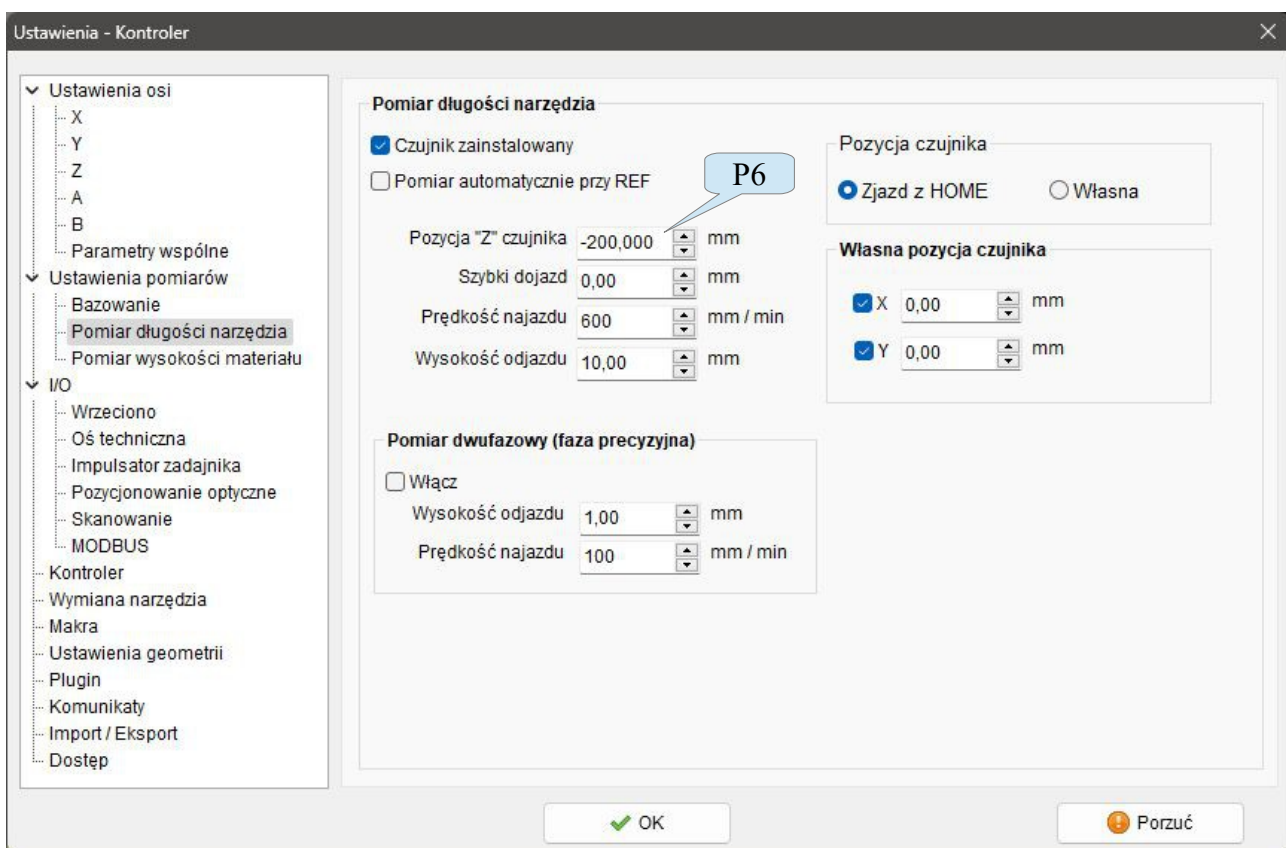 Ustawienia - Kontroler
Ustawienia osi
X
Y
Z
A
B
Parametry wspólne
Ustawienia pomiarów
Bazowanie
Pomiar długości narzędzia
Pomiar wysokości materiału
I/O
Wrzeciono
Oś techniczna
Impulsator zadajnika
Pozycjonowanie optyczne
Skanowanie
MODBUS
Kontroler
Wymiana narzędzia
Makra
Ustawienia geometrii
Plugin
Komunikaty
Import / Eksport
Dostęp
Pomiar długości narzędzia
Czujnik zainstalowany
Pomiar automatycznie przy REF
P6
Pozycja "Z" czujnika -200,000 mm
Szybki dojazd 0,00 mm
Prędkość najazdu 600 mm / min
Wysokość odjazdu 10,00 mm
Pozycja czujnika
Zjazd z HOME Własna
Własna pozycja czujnika
X 0,00 mm
Y 0,00 mm
Pomiar dwufazowy (faza precyzyjna)
Włącz
Wysokość odjazdu 1,00 mm
Prędkość najazdu 100 mm / min
OK
Porzuć